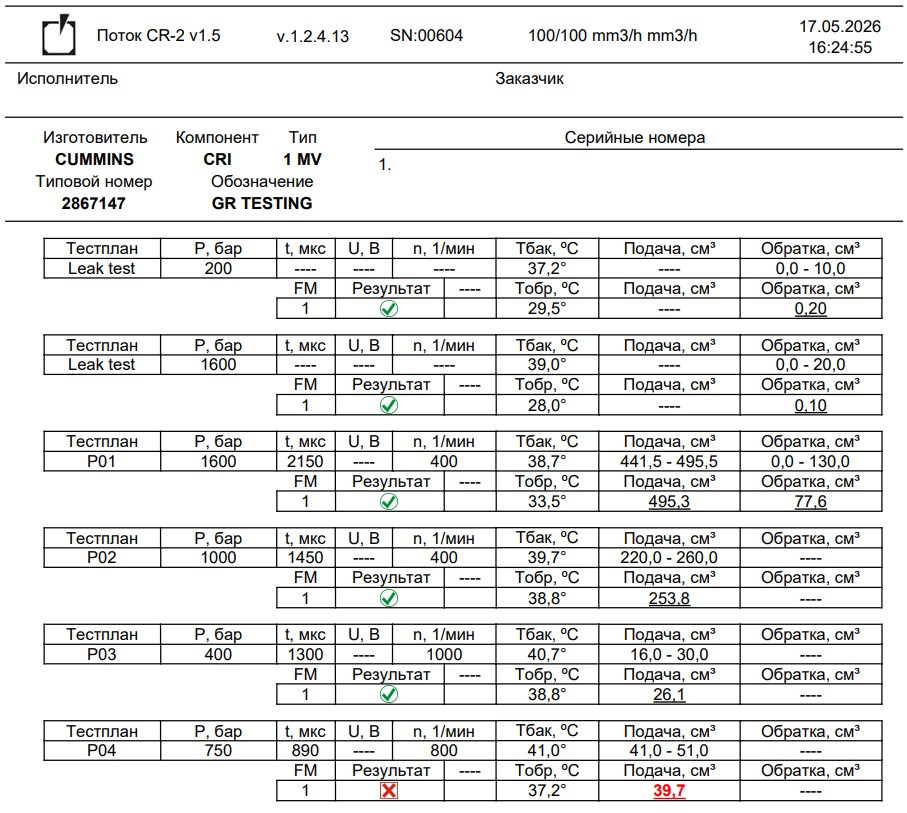 Поток CR-2 v1.5 v.1.2.4.13 SN:00604 100/100 mm3/h mm3/h 17.05.2026
16:24:55
Исполнитель Заказчик
Изготовитель Компонент Тип Серийные номера
CUMMINS CRI 1 MV 1.
Типовой номер Обозначение
2867147 GR TESTING
Тестплан P, бар t, мкс U, В n, 1/мин Тбак, ºC Подача, см³ Обратка, см³
Leak test 200 ---- ---- ---- 37,2° ---- 0,0 - 10,0
FM Результат ---- Тобр, ºC Подача, см³ Обратка, см³
1 29,5° ---- 0,20
Тестплан P, бар t, мкс U, В n, 1/мин Тбак, ºC Подача, см³ Обратка, см³
Leak test 1600 ---- ---- ---- 39,0° ---- 0,0 - 20,0
FM Результат ---- Тобр, ºC Подача, см³ Обратка, см³
1 28,0° ---- 0,10
Тестплан P, бар t, мкс U, В n, 1/мин Тбак, ºC Подача, см³ Обратка, см³
P01 1600 2150 ---- 400 38,7° 441,5 - 495,5 0,0 - 130,0
FM Результат ---- Тобр, ºC Подача, см³ Обратка, см³
1 33,5° 495,3 77,6
Тестплан P, бар t, мкс U, В n, 1/мин Тбак, ºC Подача, см³ Обратка, см³
P02 1000 1450 ---- 400 39,7° 220,0 - 260,0 ----
FM Результат ---- Тобр, ºC Подача, см³ Обратка, см³
1 38,8° 253,8 ----
Тестплан P, бар t, мкс U, В n, 1/мин Тбак, ºC Подача, см³ Обратка, см³
P03 400 1300 ---- 1000 40,7° 16,0 - 30,0 ----
FM Результат ---- Тобр, ºC Подача, см³ Обратка, см³
1 38,8° 26,1 ----
Тестплан P, бар t, мкс U, В n, 1/мин Тбак, ºC Подача, см³ Обратка, см³
P04 750 890 ---- 800 41,0° 41,0 - 51,0 ----
FM Результат ---- Тобр, ºC Подача, см³ Обратка, см³
1 37,2° 39,7 ----